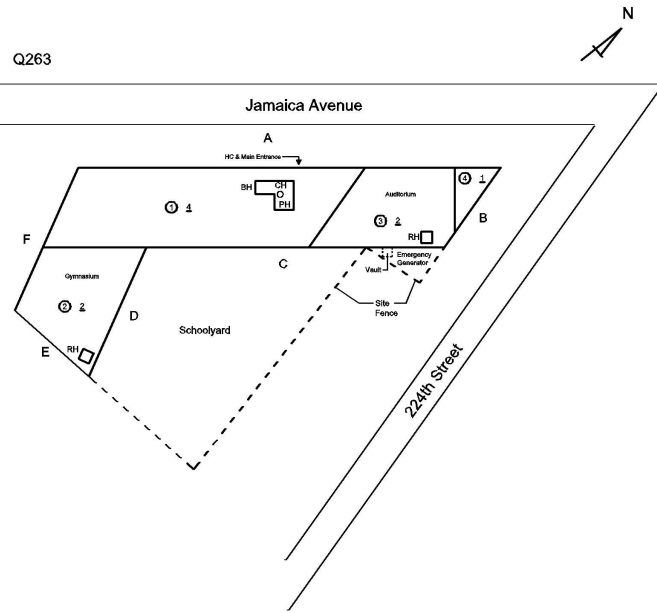 N
Q263
Jamaica Avenue
A
HC & Main Entrance
BH
CH
PH
1 4
Auditorium
4 1
3 2
B
RH
F
C
Emergency
Generator
Vault
Gymnasium
2 2
D
Site
Fence
Schoolyard
RH
E
224th Street